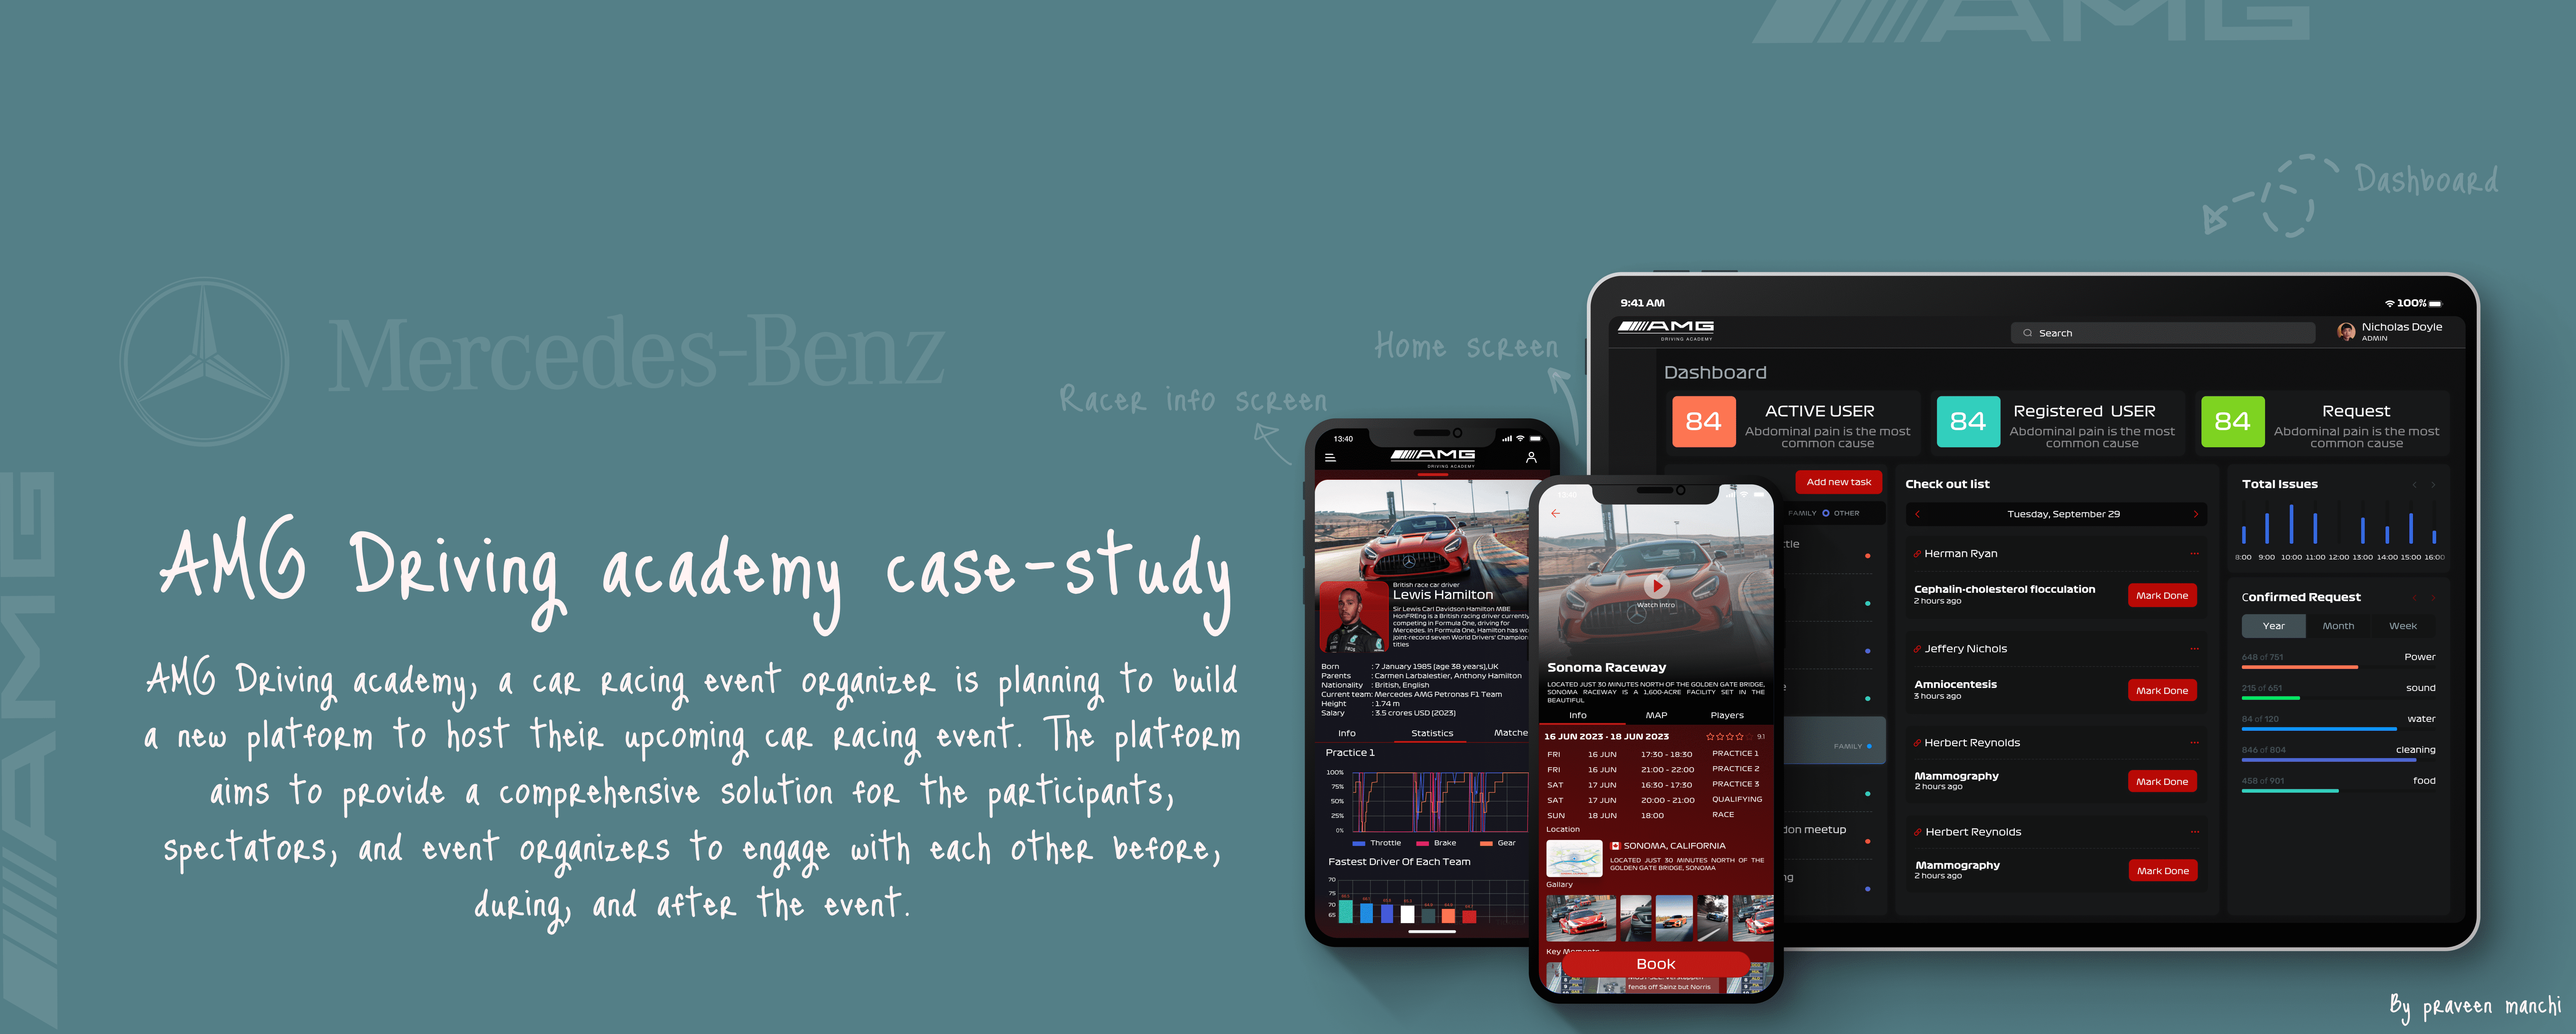 AMG
Mercedes-Benz
AMG
AMG Driving academy case-study
AMG Driving academy, a car racing event organizer is planning to build
a new platform to host their upcoming car racing event. The platform
aims to provide a comprehensive solution for the participants,
spectators, and event organizers to engage with each other before,
during, and after the event.
Racer info screen
Home screen
Dashboard
13:40
AMG
DRIVING ACADEMY
British race car driver
Lewis Hamilton
Sir Lewis Carl Davidson Hamilton MBE
HonFREng is a British racing driver currently
competing in Formula One, driving for
Mercedes. In Formula One, Hamilton has wo
joint-record seven World Drivers' Champion
titles
Born : 7 January 1985 (age 38 years),UK
Parents : Carmen Larbalestier, Anthony Hamilton
Nationality : British, English
Current team: Mercedes AMG Petronas F1 Team
Height : 1.74 m
Salary : 3.5 crores USD (2023)
Info Statistics Matche
Practice 1
100%
75%
50%
25%
0%
Throttle Brake Gear
Fastest Driver Of Each Team
70
75
70
65
13:40
Watch Intro
Sonoma Raceway
LOCATED JUST 30 MINUTES NORTH OF THE GOLDEN GATE BRIDGE,
SONOMA RACEWAY IS A 1,600-ACRE FACILITY SET IN THE
BEAUTIFUL
Info MAP Players
16 JUN 2023 - 18 JUN 2023 9.1
FRI 16 JUN 17:30 - 18:30 PRACTICE 1
FRI 16 JUN 21:00 - 22:00 PRACTICE 2
SAT 17 JUN 16:30 - 17:30 PRACTICE 3
SAT 17 JUN 20:00 - 21:00 QUALIFYING
SUN 18 JUN 18:00 RACE
Location
SONOMA, CALIFORNIA
LOCATED JUST 30 MINUTES NORTH OF THE
GOLDEN GATE BRIDGE, SONOMA
Gallary
Key Moments
Book
fends off Sainz but Norris
9:41 AM 100%
AMG
DRIVING ACADEMY
Search
Nicholas Doyle
ADMIN
Dashboard
84
ACTIVE USER
Abdominal pain is the most
common cause
84
Registered USER
Abdominal pain is the most
common cause
84
Request
Abdominal pain is the most
common cause
Add new task
FAMILY OTHER
tle
FAMILY
don meetup
ng
Check out list
Tuesday, September 29
Herman Ryan
Cephalin-cholesterol flocculation
2 hours ago
Mark Done
Jeffery Nichols
Amniocentesis
3 hours ago
Mark Done
Herbert Reynolds
Mammography
2 hours ago
Mark Done
Herbert Reynolds
Mammography
2 hours ago
Mark Done
Total Issues
8:00 9:00 10:00 11:00 12:00 13:00 14:00 15:00 16:00
Confirmed Request
Year Month Week
648 of 751 Power
215 of 651 sound
84 of 120 water
846 of 804 cleaning
458 of 901 food
By praveen manchi